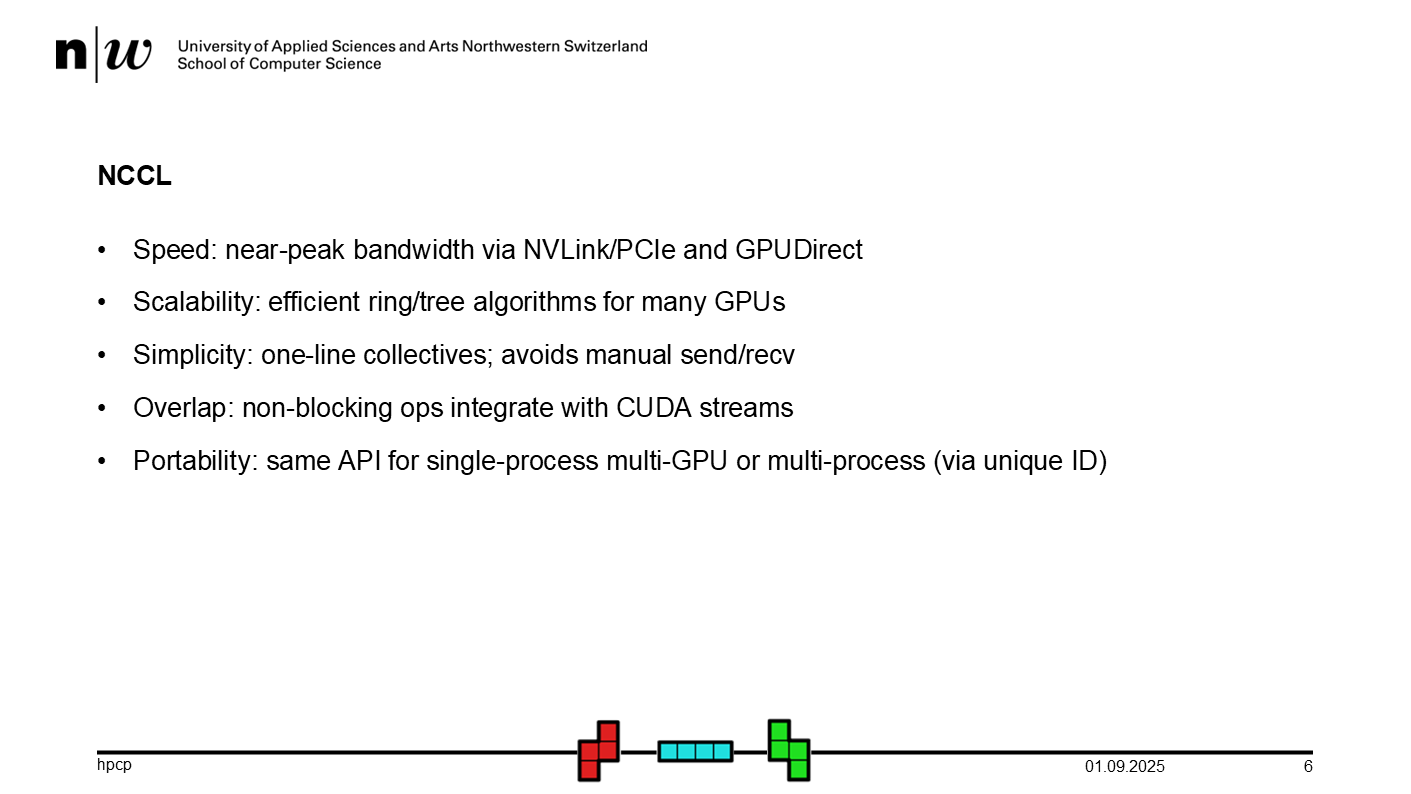 n|w University of Applied Sciences and Arts Northwestern Switzerland
School of Computer Science
NCCL
• Speed: near-peak bandwidth via NVLink/PCIe and GPUDirect
• Scalability: efficient ring/tree algorithms for many GPUs
• Simplicity: one-line collectives; avoids manual send/recv
• Overlap: non-blocking ops integrate with CUDA streams
• Portability: same API for single-process multi-GPU or multi-process (via unique ID)
hpcp 01.09.2025 6